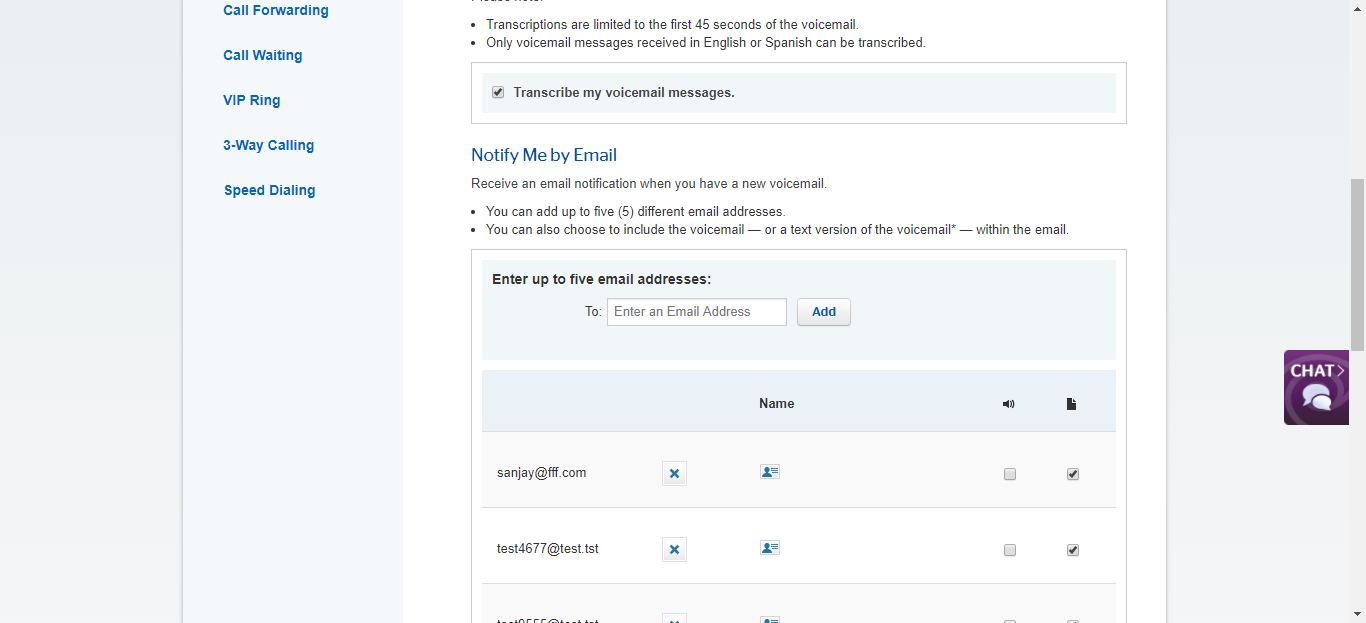 Call Forwarding
Call Waiting
VIP Ring
3-Way Calling
Speed Dialing
Transcriptions are limited to the first 45 seconds of the voicemail.
Only voicemail messages received in English or Spanish can be transcribed.
Transcribe my voicemail messages.
Notify Me by Email
Receive an email notification when you have a new voicemail.
You can add up to five (5) different email addresses.
You can also choose to include the voicemail — or a text version of the voicemail* — within the email.
Enter up to five email addresses:
To: Enter an Email Address Add
Name
sanjay@fff.com
test4677@test.tst
CHAT